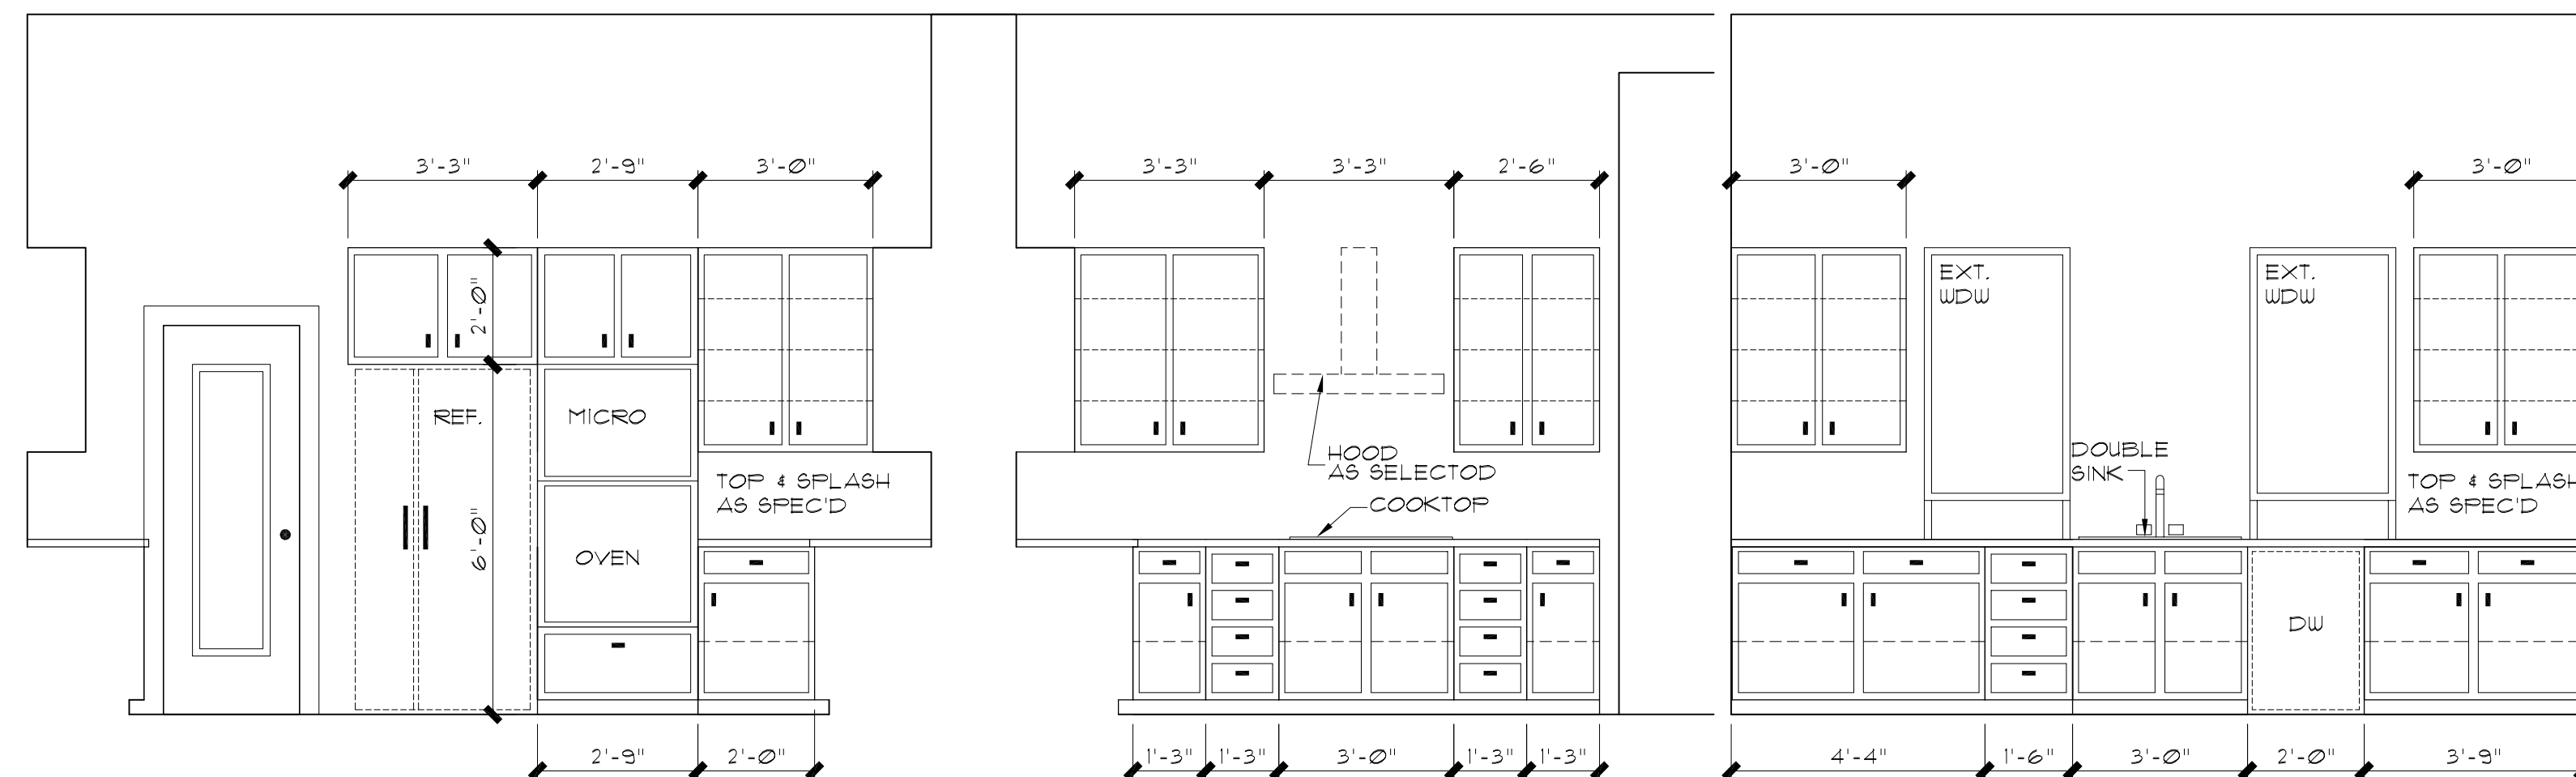 3'-3"
2'-9"
3'-0"
3'-3"
3'-3"
2'-6"
3'-0"
3'-0"
2'-0"
EXT.
WDW
EXT.
WDW
REF.
MICRO
6'-0"
OVEN
TOP & SPLASH
AS SPEC'D
HOOD
AS SELECTOD
COOKTOP
DOUBLE
SINK
TOP & SPLASH
AS SPEC'D
DW
2'-9"
2'-0"
1'-3"
1'-3"
3'-0"
1'-3"
1'-3"
4'-4"
1'-6"
3'-0"
2'-0"
3'-9"